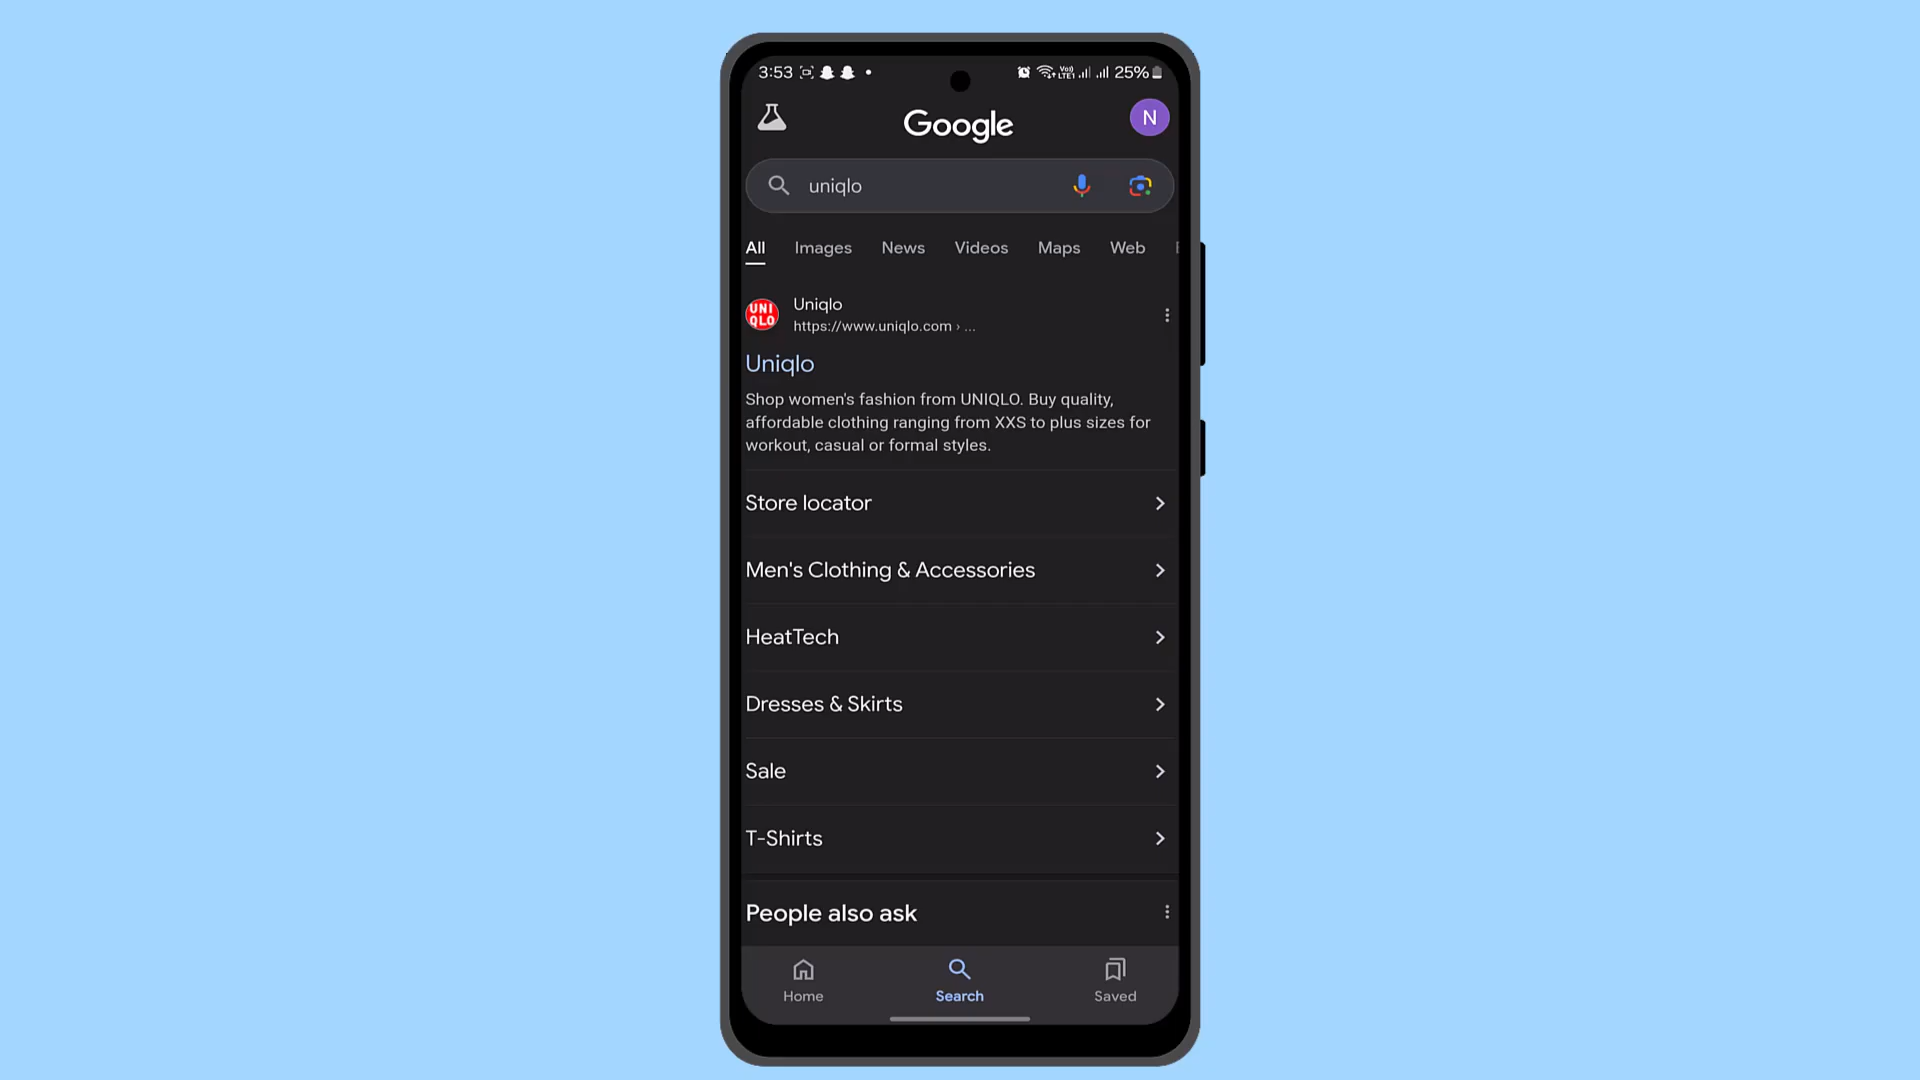 3:53
Vo))
LTE1
25%
Google
N
uniqlo
All Images News Videos Maps Web
UNI
QLO
Uniqlo
https://www.uniqlo.com › ...
Uniqlo
Shop women's fashion from UNIQLO. Buy quality,
affordable clothing ranging from XXS to plus sizes for
workout, casual or formal styles.
Store locator
Men's Clothing & Accessories
HeatTech
Dresses & Skirts
Sale
T-Shirts
People also ask
Home Search Saved